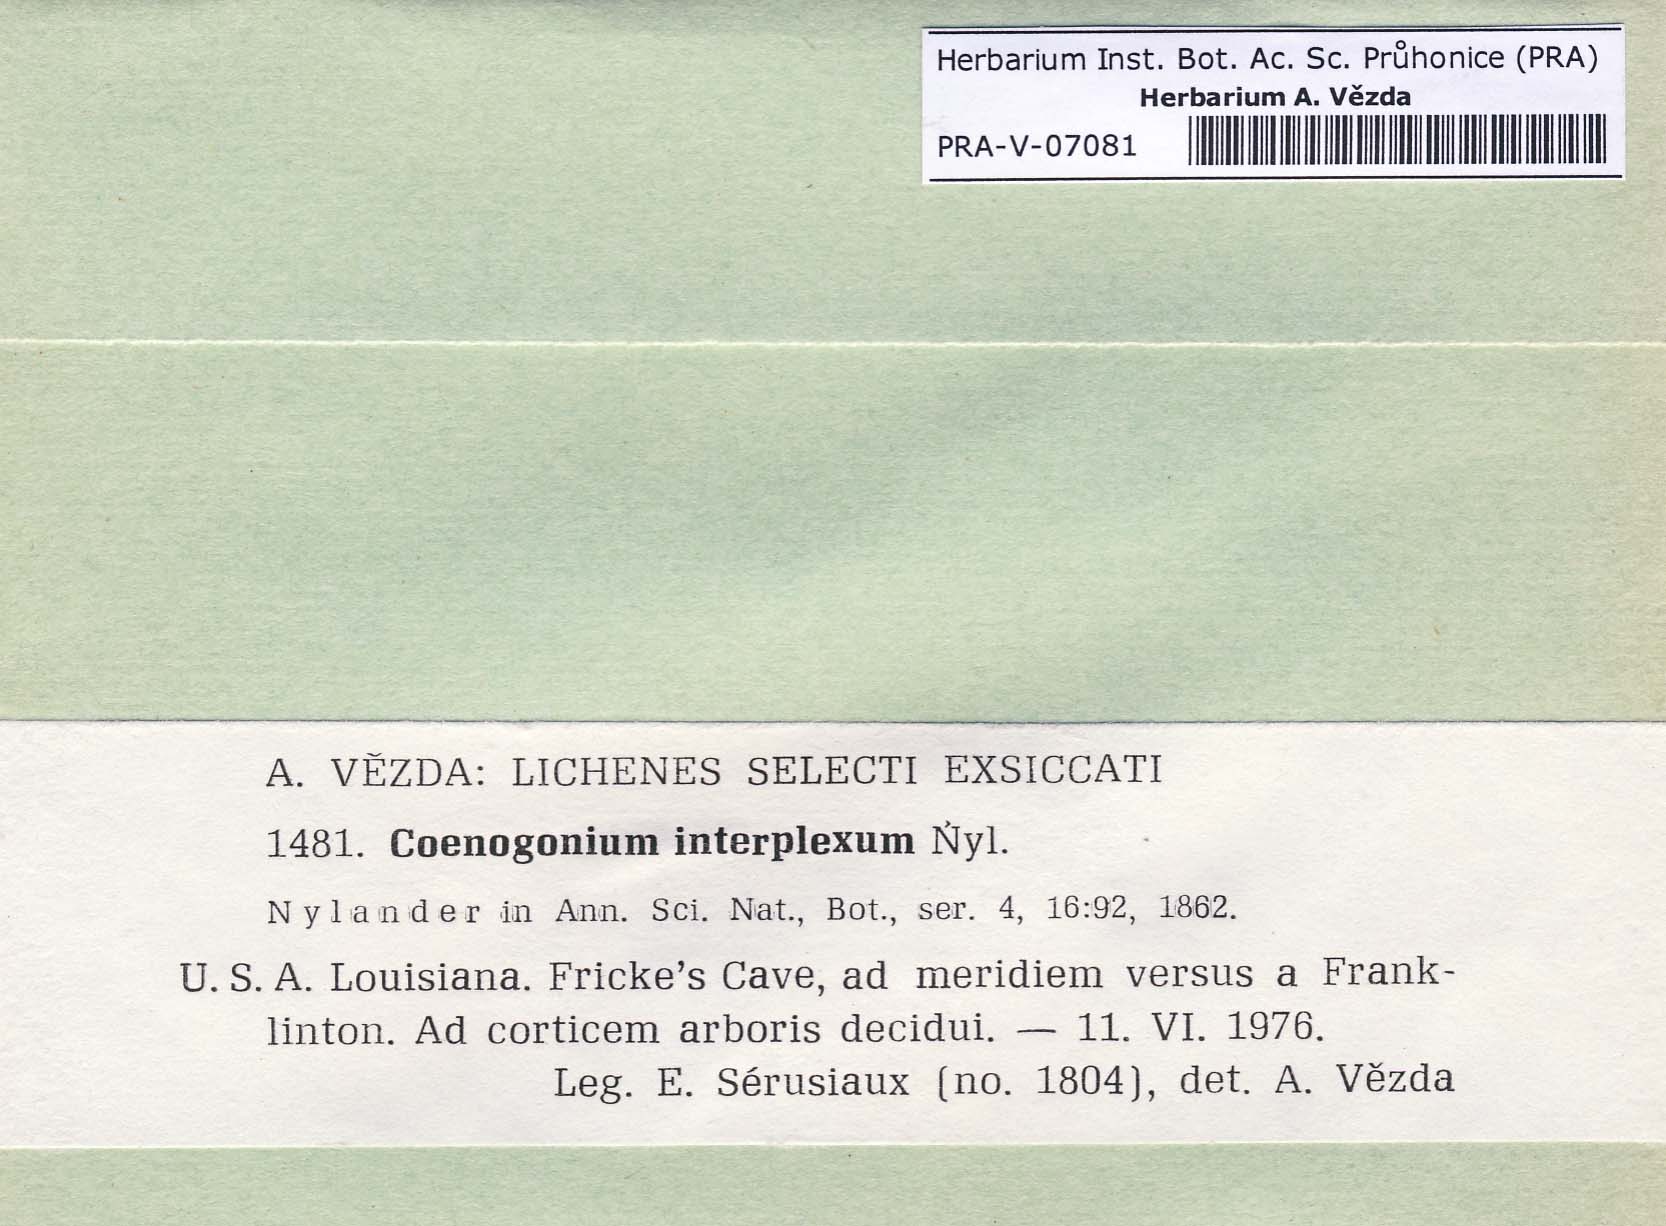 Herbarium Inst. Bot. Ac. Sc. Průhonice (PRA)
Herbarium A. Vězda
PRA-V-07081
A. VĚZDA: LICHENES SELECTI EXSICCATI
1481. Coenogonium interplexum Nyl.
Nylander in Ann. Sci. Nat., Bot., ser. 4, 16:92, 1862.
U. S. A. Louisiana. Fricke's Cave, ad meridiem versus a Frank-
linton. Ad corticem arboris decidui. — 11. VI. 1976.
Leg. E. Sérusiaux (no. 1804), det. A. Vězda